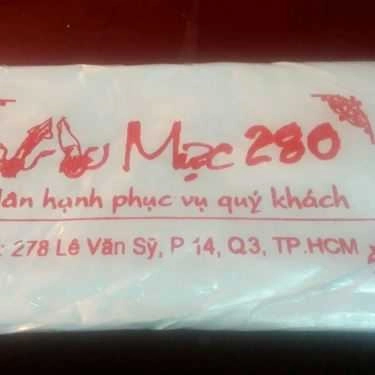 Mực 280
hân hạnh phục vụ quý khách
: 278 Lê Văn Sỹ, P 14, Q3, TP.HCM